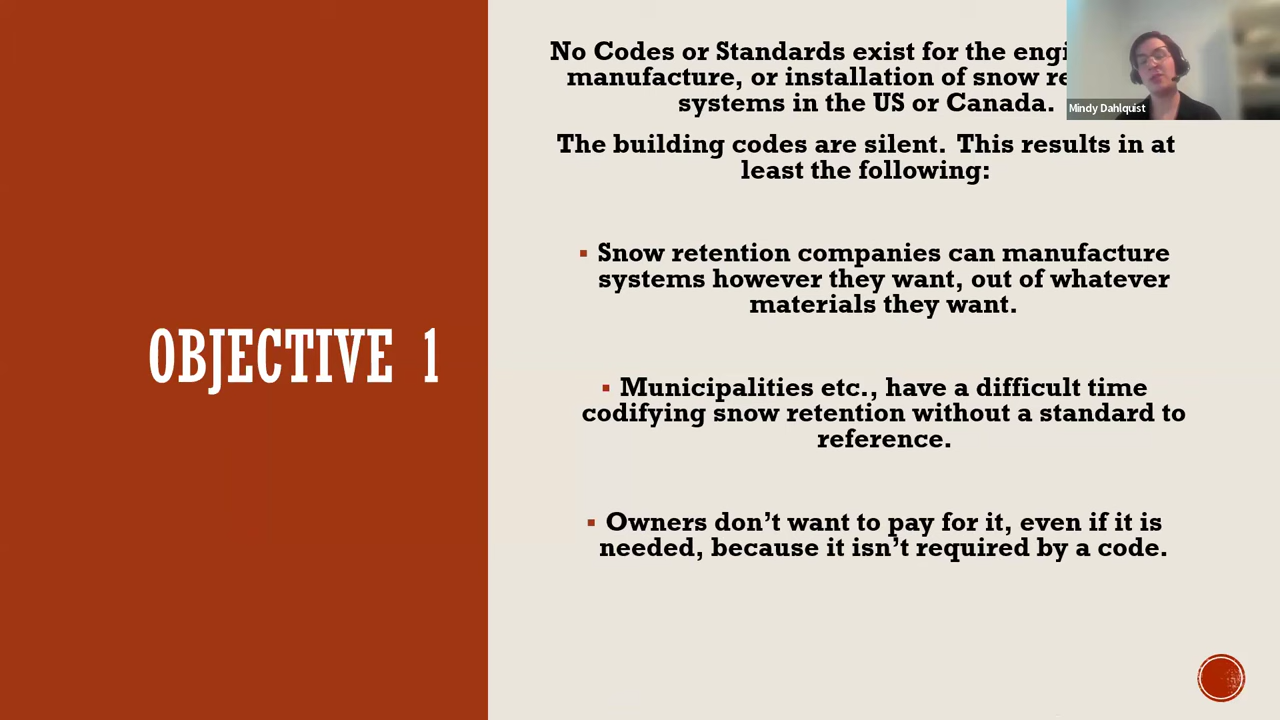 No Codes or Standards exist for the
manufacture, or installation of snow
systems in the US or Canada.
Mindy Dahlquist
The building codes are silent. This results in at
least the following:
Snow retention companies can manufacture
systems however they want, out of whatever
materials they want.
OBJECTIVE 1
Municipalities etc., have a difficult time
codifying snow retention without a standard to
reference.
Owners don’t want to pay for it, even if it is
needed, because it isn’t required by a code.